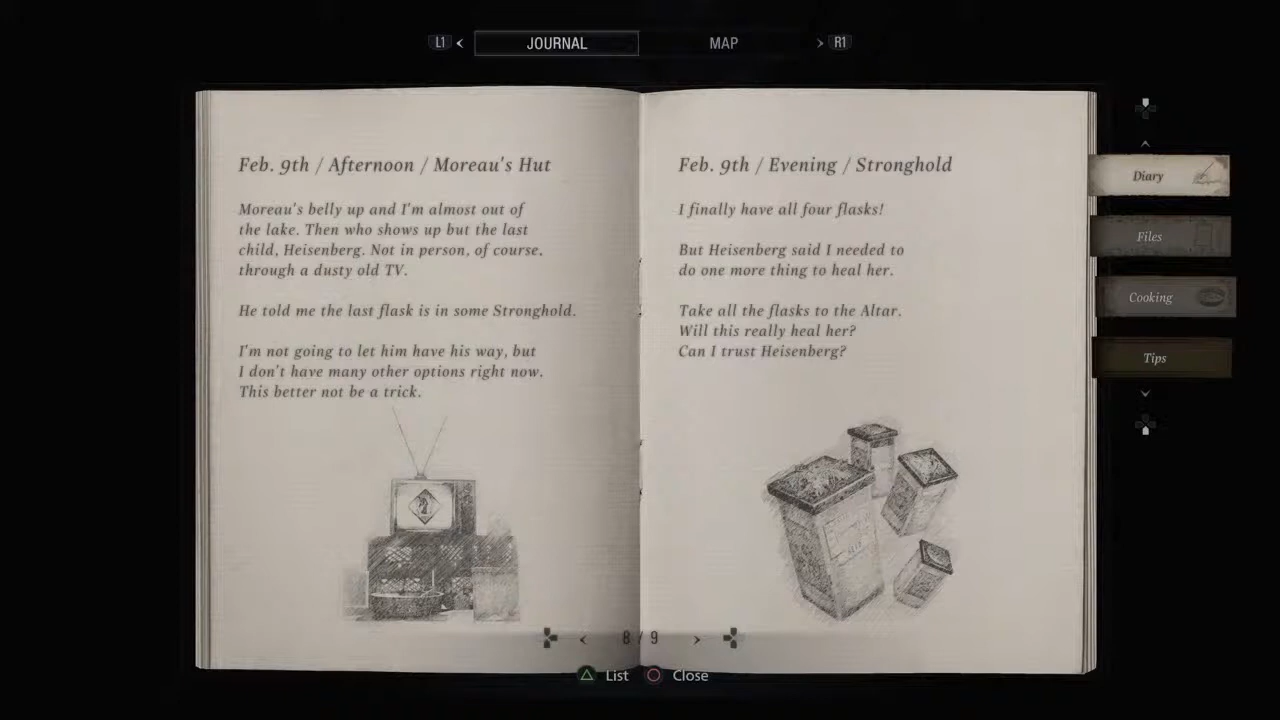 L1
JOURNAL
MAP
R1
Feb. 9th / Afternoon / Moreau's Hut
Moreau's belly up and I'm almost out of
the lake. Then who shows up but the last
child, Heisenberg. Not in person, of course,
through a dusty old TV.
He told me the last flask is in some Stronghold.
I'm not going to let him have his way, but
I don't have many other options right now.
This better not be a trick.
Feb. 9th / Evening / Stronghold
I finally have all four flasks!
But Heisenberg said I needed to
do one more thing to heal her.
Take all the flasks to the Altar.
Will this really heal her?
Can I trust Heisenberg?
Diary
Files
Cooking
Tips
8 / 9
List
Close